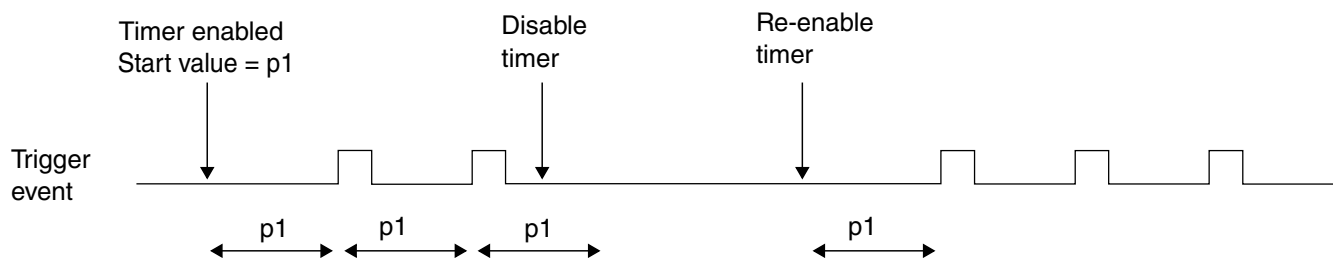 Timer enabled
Start value = p1
Disable
timer
Re-enable
timer
Trigger
event
p1
p1
p1
p1